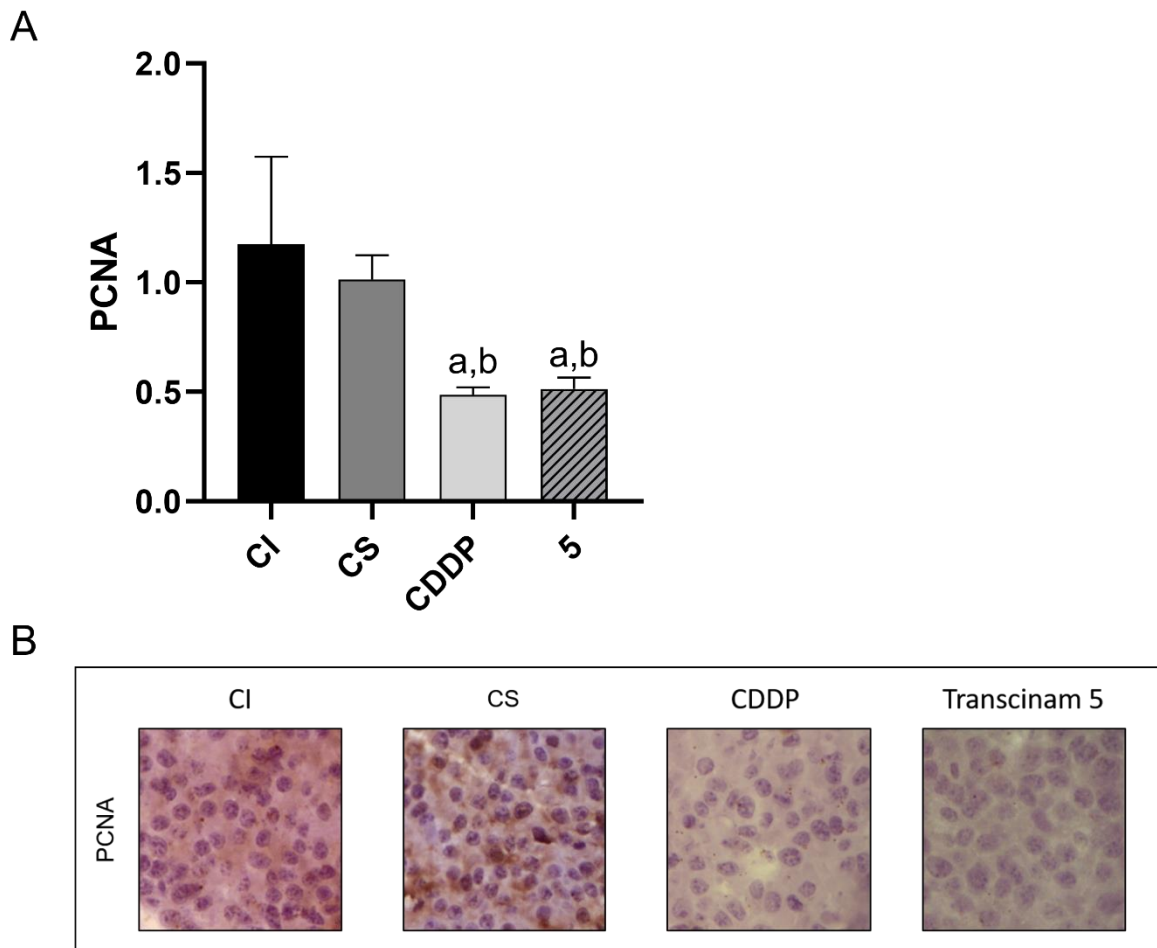 A
2.0
1.5
1.0
0.5
0.0
PCNA
a,b
a,b
CI
CS
CDDP
5
B
CI
CS
CDDP
Transcinam 5
PCNA